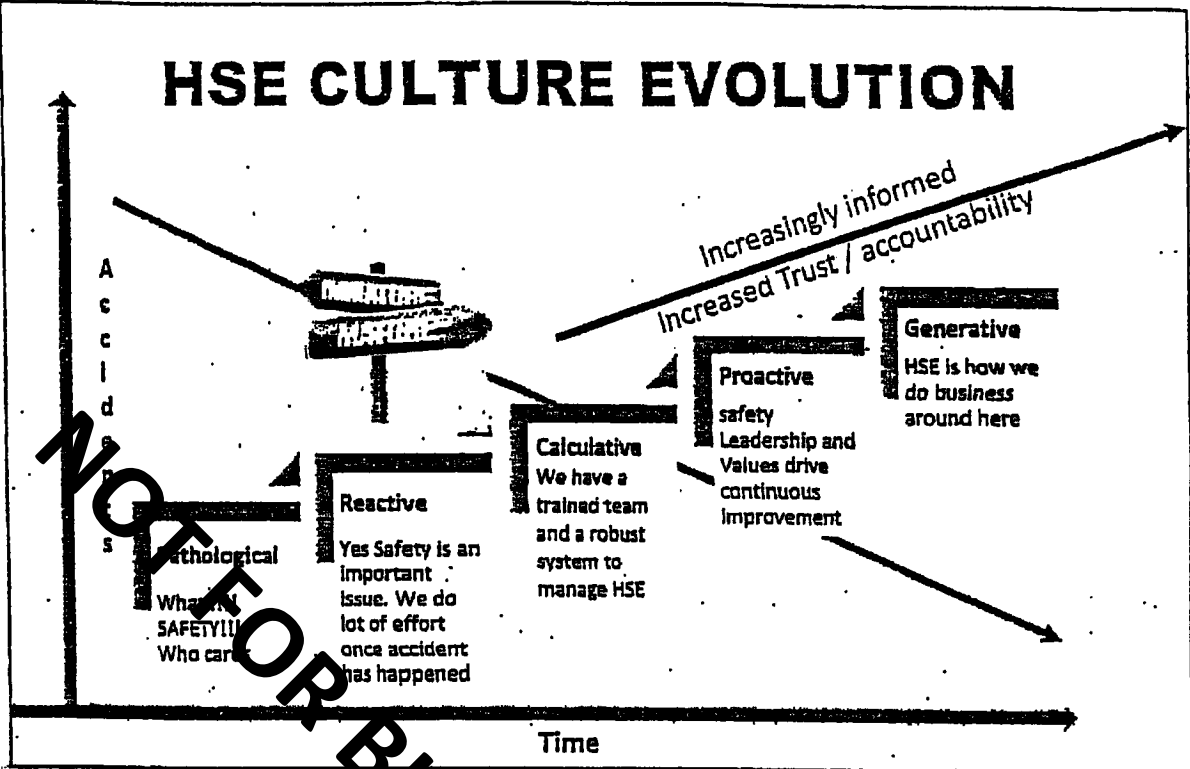 HSE CULTURE EVOLUTION
Increasingly informed
Increased Trust / accountability
Accidents
Generative
HSE is how we
do business
around here
Proactive
safety
Leadership and
Values drive
continuous
improvement
Calculative
We have a
trained team
and a robust
system to
manage HSE
Reactive
Yes Safety is an
important
issue. We do
lot of effort
once accident
has happened
Pathological
SAFETY!!!
Who cares
Time
NOT FOR